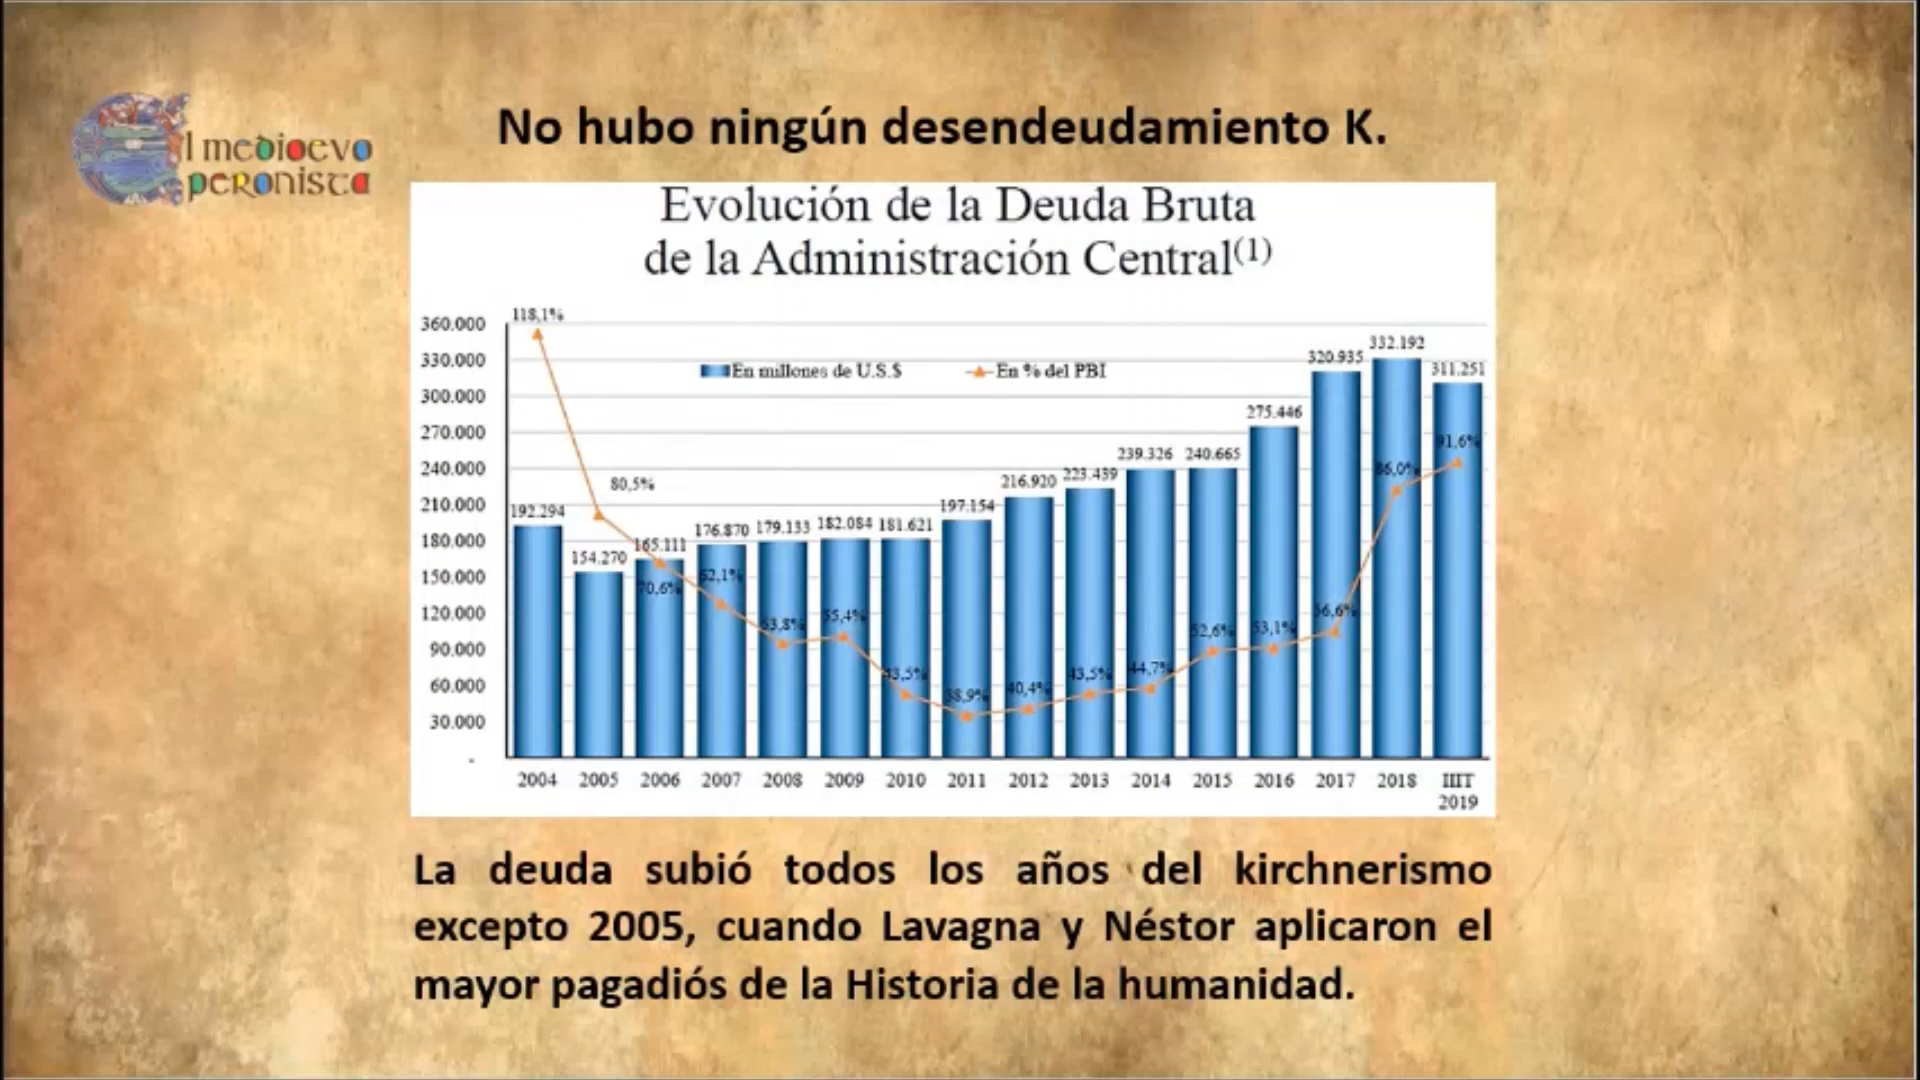 El medioevo
peronista
No hubo ningún desendeudamiento K.
Evolución de la Deuda Bruta
de la Administración Central(1)
118,1%
360.000
330.000
300.000
270.000
240.000
210.000
180.000
150.000
120.000
90.000
60.000
30.000
-
En millones de U.S.$ En % del PBI
192.294 154.270 165.111 176.870 179.133 182.084 181.621 197.154 216.920 223.439 239.326 240.665 275.446 320.935 332.192 311.251
80,5% 70,6% 62,1% 53,8% 55,4% 43,5% 38,9% 40,4% 43,5% 44,7% 52,6% 53,1% 56,6% 86,0% 91,6%
2004 2005 2006 2007 2008 2009 2010 2011 2012 2013 2014 2015 2016 2017 2018 IIIT
2019
La deuda subió todos los años del kirchnerismo
excepto 2005, cuando Lavagna y Néstor aplicaron el
mayor pagadiós de la Historia de la humanidad.